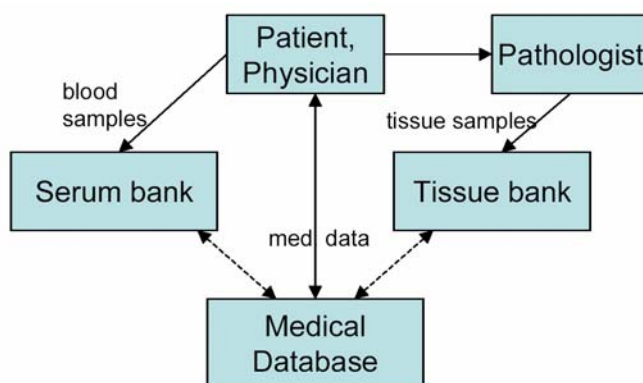 Patient,
Physician
Pathologist
blood
samples
tissue samples
Serum bank
Tissue bank
med. data
Medical
Database